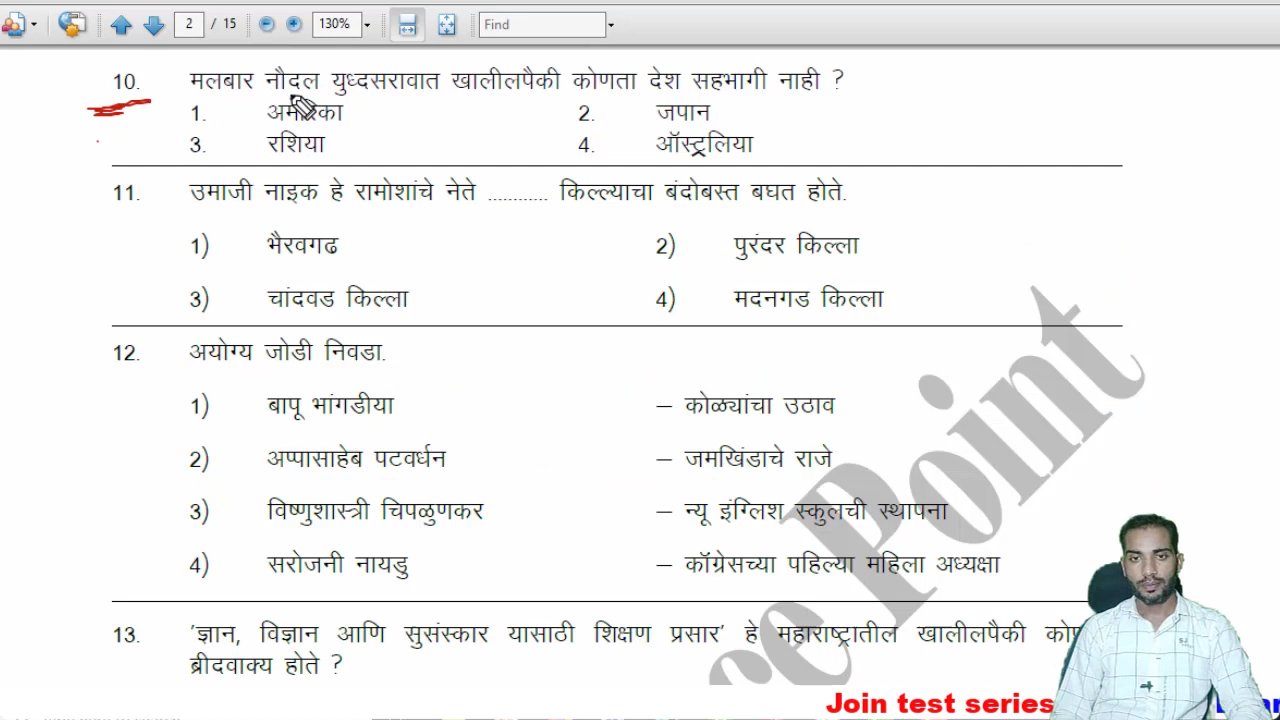 2 / 15 130% Find
10. मलबार नौदल युध्दसरावात खालीलपैकी कोणता देश सहभागी नाही ?
1. अमेरिका 2. जपान
3. रशिया 4. ऑस्ट्रलिया
11. उमाजी नाइक हे रामोशांचे नेते ............ किल्ल्याचा बंदोबस्त बघत होते.
1) भैरवगढ 2) पुरंदर किल्ला
3) चांदवड किल्ला 4) मदनगड किल्ला
12. अयोग्य जोडी निवडा.
1) बापू भांगडीया – कोळ्यांचा उठाव
2) अप्पासाहेब पटवर्धन – जमखिंडाचे राजे
3) विष्णुशास्त्री चिपळुणकर – न्यू इंग्लिश स्कुलची स्थापना
4) सरोजनी नायडु – कॉग्रेसच्या पहिल्या महिला अध्यक्षा
13. 'ज्ञान, विज्ञान आणि सुसंस्कार यासाठी शिक्षण प्रसार' हे महाराष्ट्रातील खालीलपैकी
ब्रीदवाक्य होते ?
Point
Join test series